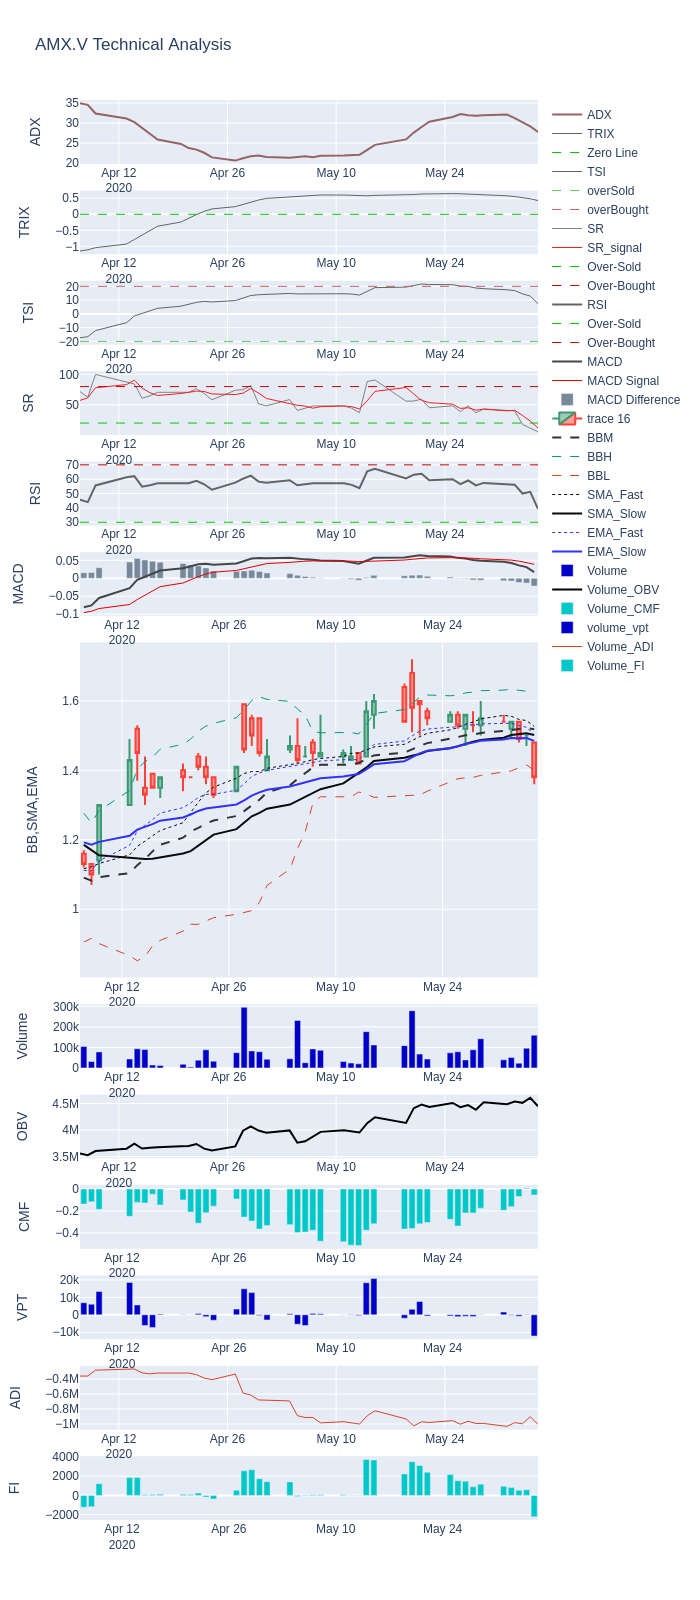 AMX.V Technical Analysis
ADX
35
30
25
20
Apr 12
2020
Apr 26
May 10
May 24
TRIX
0.5
0
−0.5
−1
Apr 12
2020
Apr 26
May 10
May 24
TSI
20
10
0
−10
−20
Apr 12
2020
Apr 26
May 10
May 24
SR
100
50
Apr 12
2020
Apr 26
May 10
May 24
RSI
70
60
50
40
30
Apr 12
2020
Apr 26
May 10
May 24
MACD
0.05
0
−0.05
−0.1
Apr 12
2020
Apr 26
May 10
May 24
BB,SMA,EMA
1.6
1.4
1.2
1
Apr 12
2020
Apr 26
May 10
May 24
Volume
300k
200k
100k
0
Apr 12
2020
Apr 26
May 10
May 24
OBV
4.5M
4M
3.5M
Apr 12
2020
Apr 26
May 10
May 24
CMF
0
−0.2
−0.4
Apr 12
2020
Apr 26
May 10
May 24
VPT
20k
10k
0
−10k
Apr 12
2020
Apr 26
May 10
May 24
ADI
−0.4M
−0.6M
−0.8M
−1M
Apr 12
2020
Apr 26
May 10
May 24
FI
4000
2000
0
−2000
Apr 12
2020
Apr 26
May 10
May 24
ADX
TRIX
Zero Line
TSI
overSold
overBought
SR
SR_signal
Over-Sold
Over-Bought
RSI
Over-Sold
Over-Bought
MACD
MACD Signal
MACD Difference
trace 16
BBM
BBH
BBL
SMA_Fast
SMA_Slow
EMA_Fast
EMA_Slow
Volume
Volume_OBV
Volume_CMF
volume_vpt
Volume_ADI
Volume_FI